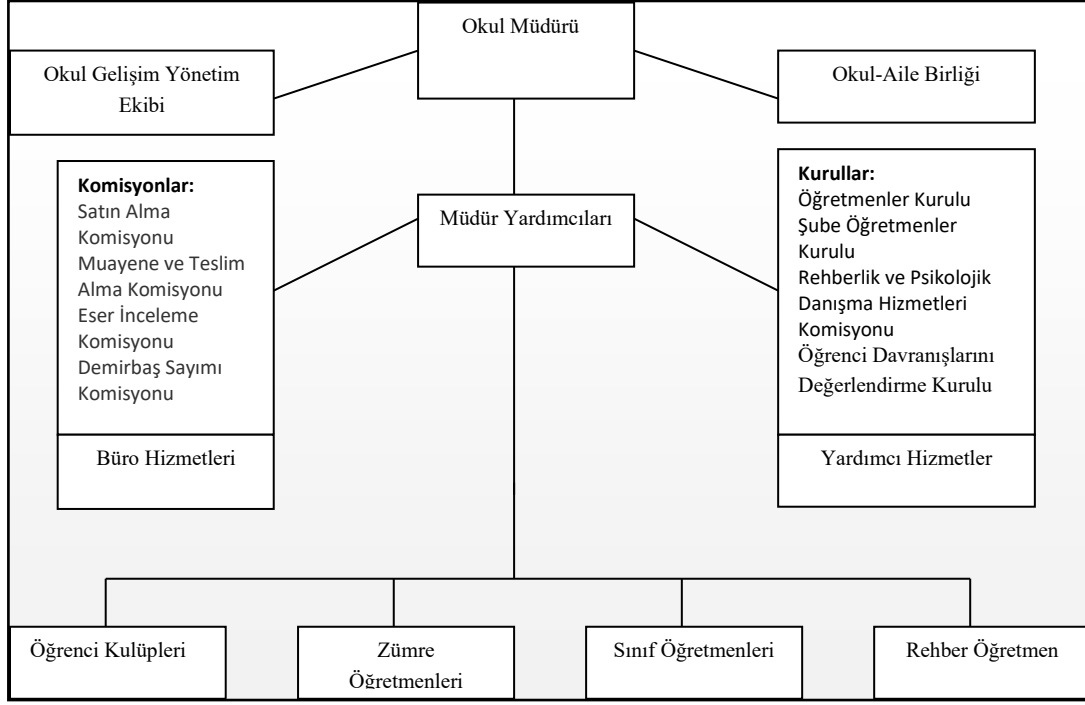 Okul Müdürü
Okul Gelişim Yönetim
Ekibi
Okul-Aile Birliği
Komisyonlar:
Satın Alma
Komisyonu
Muayene ve Teslim
Alma Komisyonu
Eser İnceleme
Komisyonu
Demirbaş Sayımı
Komisyonu
Müdür Yardımcıları
Kurullar:
Öğretmenler Kurulu
Şube Öğretmenler
Kurulu
Rehberlik ve Psikolojik
Danışma Hizmetleri
Komisyonu
Öğrenci Davranışlarını
Değerlendirme Kurulu
Büro Hizmetleri
Yardımcı Hizmetler
Öğrenci Kulüpleri
Zümre
Öğretmenleri
Sınıf Öğretmenleri
Rehber Öğretmen